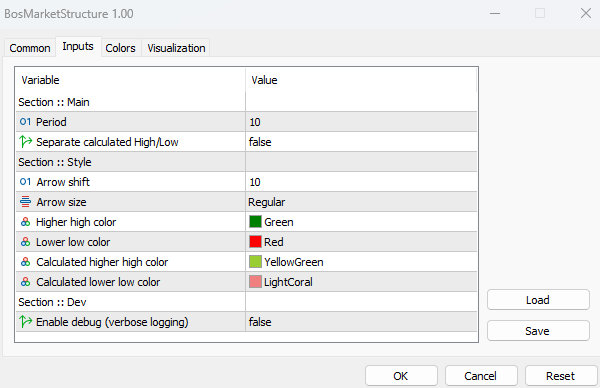 BosMarketStructure 1.00
Common Inputs Colors Visualization
Variable Value
Section :: Main
Period 10
Separate calculated High/Low false
Section :: Style
Arrow shift 10
Arrow size Regular
Higher high color Green
Lower low color Red
Calculated higher high color YellowGreen
Calculated lower low color LightCoral
Section :: Dev
Enable debug (verbose logging) false
Load
Save
OK Cancel Reset